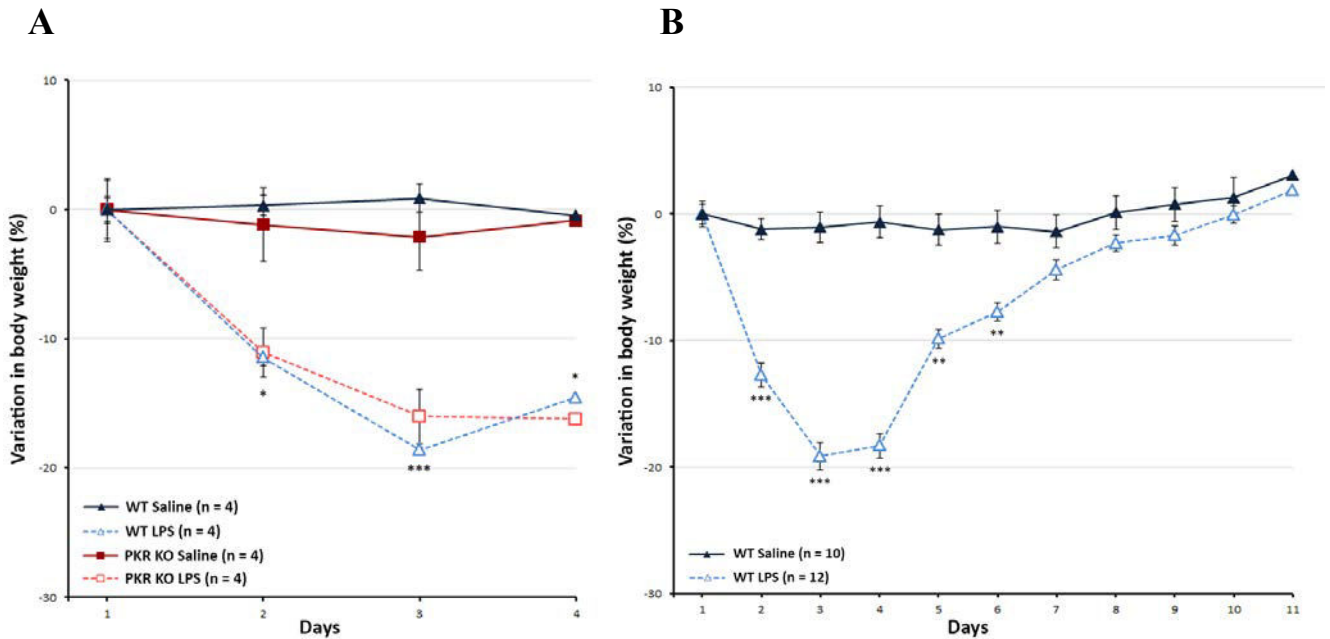 A
B
10
0
-10
-20
-30
Variation in body weight (%)
*
***
*
WT Saline (n = 4)
WT LPS (n = 4)
PKR KO Saline (n = 4)
PKR KO LPS (n = 4)
1 2 3 4
Days
10
0
-10
-20
-30
Variation in body weight (%)
***
***
***
**
**
WT Saline (n = 10)
WT LPS (n = 12)
1 2 3 4 5 6 7 8 9 10 11
Days